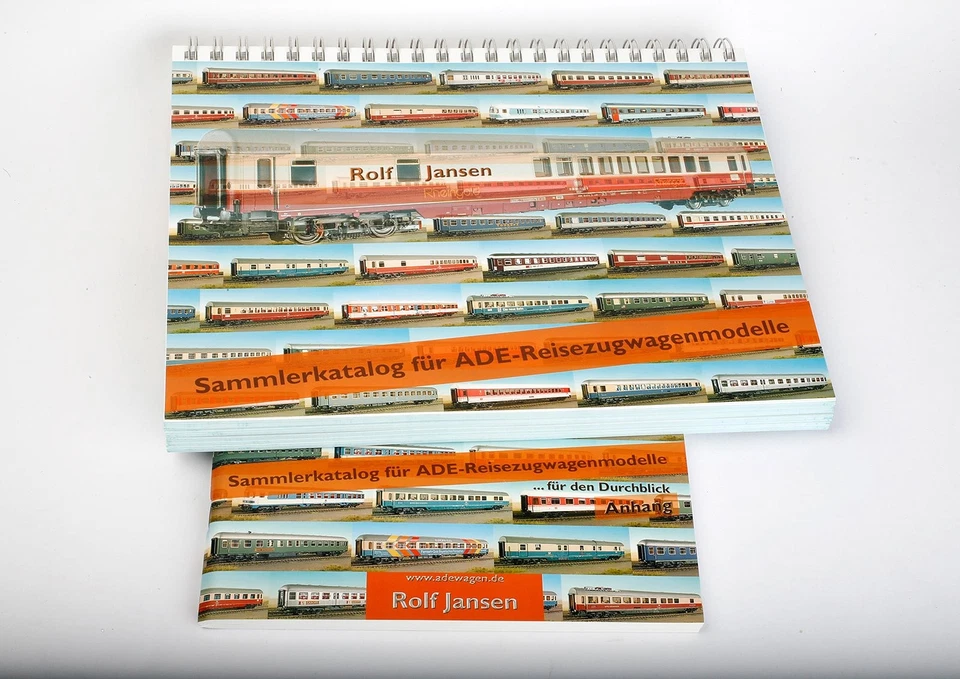 Rolf Jansen
Rheingold
Sammlerkatalog für ADE-Reisezugwagenmodelle
Sammlerkatalog für ADE-Reisezugwagenmodelle
... für den Durchblick
Anhang
www.adewagen.de
Rolf Jansen